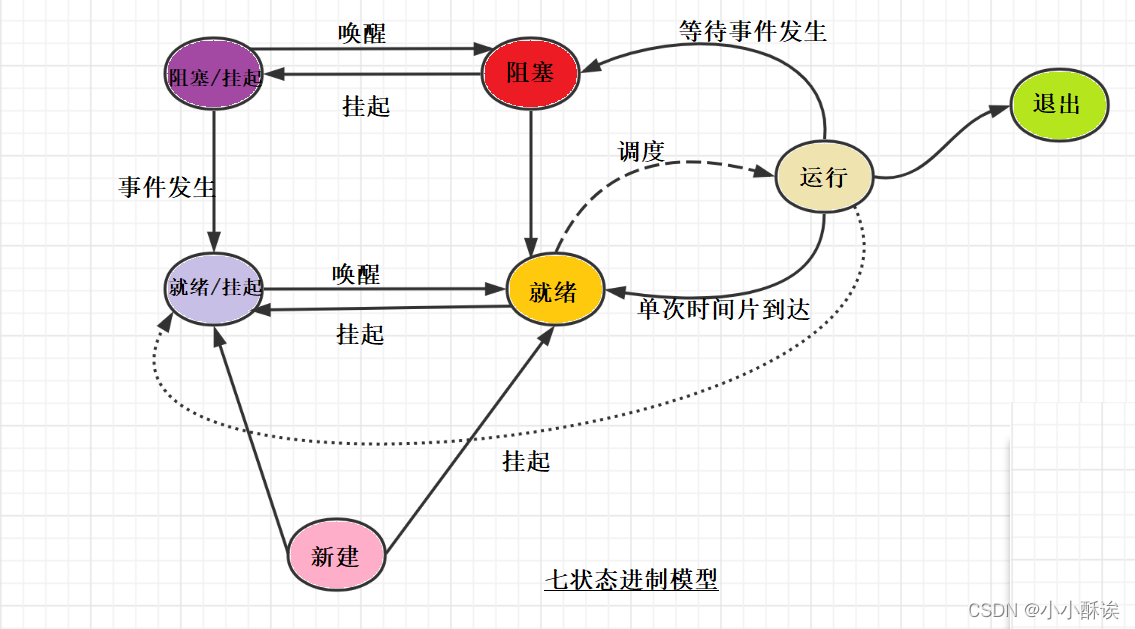 唤醒
等待事件发生
阻塞/挂起
阻塞
退出
挂起
调度
运行
事件发生
唤醒
就绪/挂起
就绪
单次时间片到达
挂起
挂起
新建
七状态进制模型
CSDN @小小酥诶